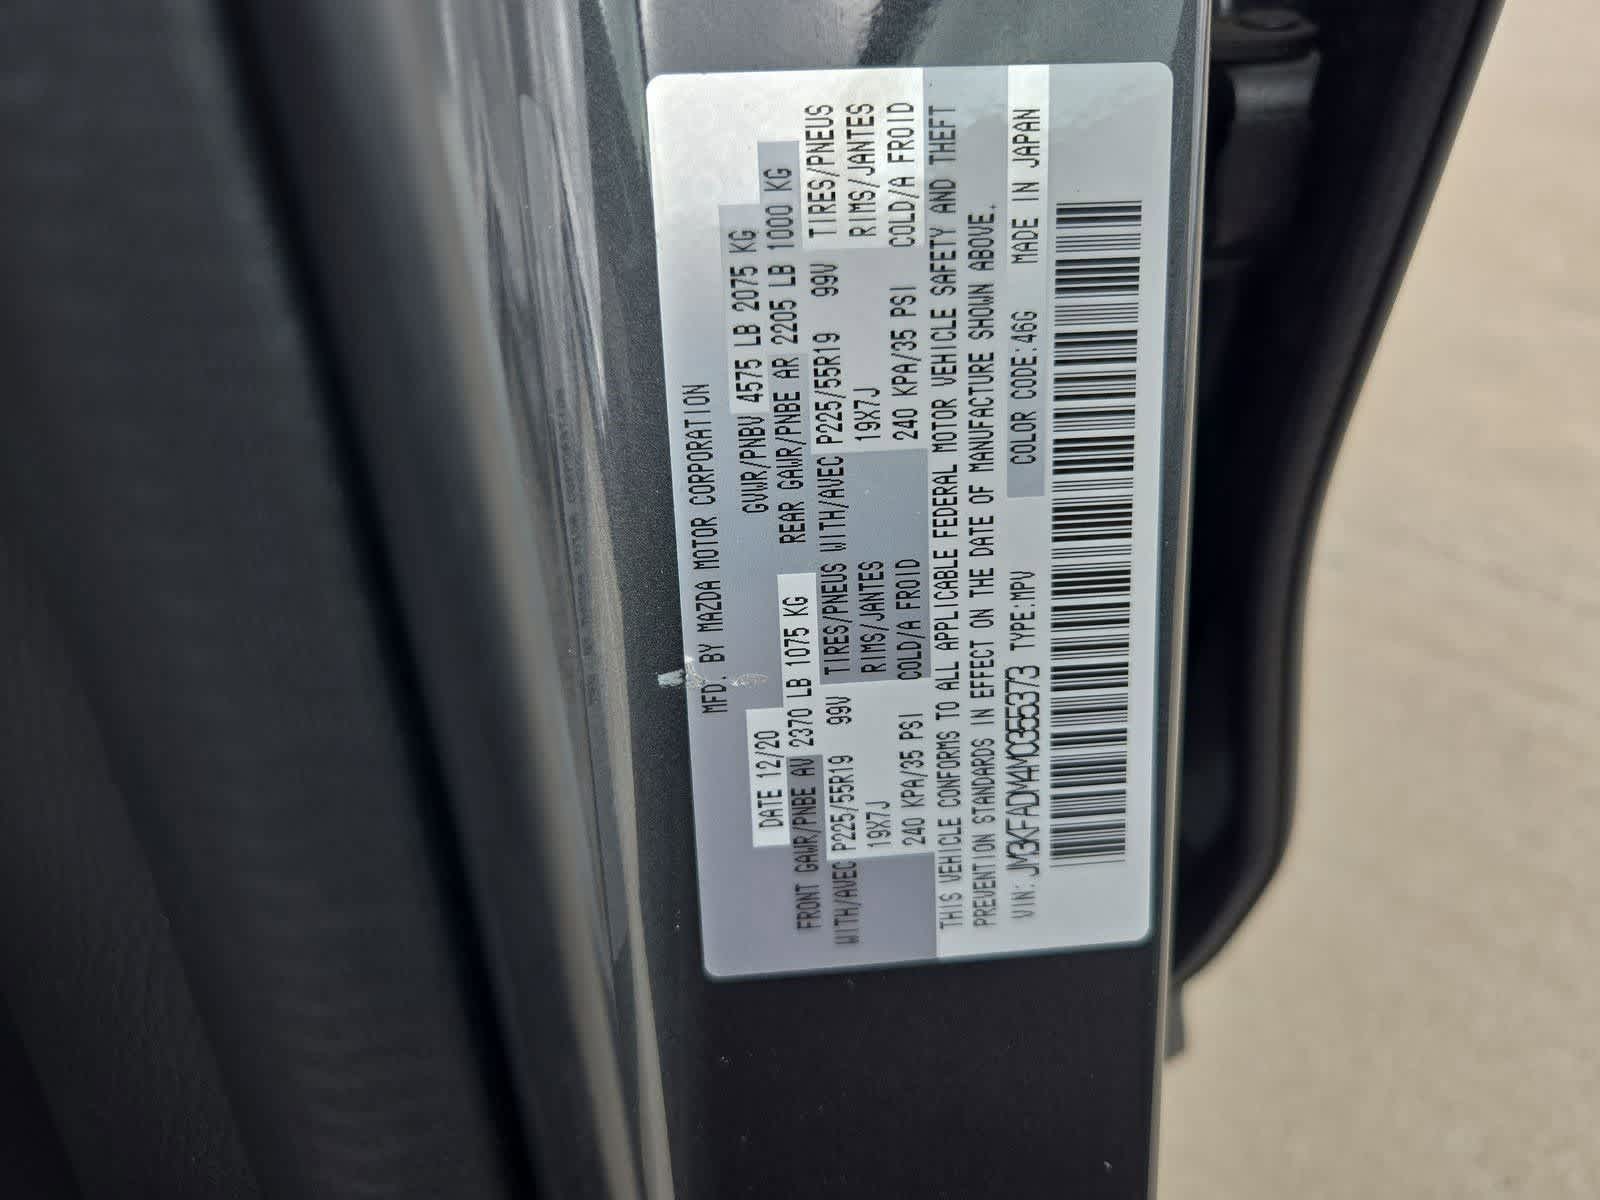 MFD. BY MAZDA MOTOR CORPORATION
DATE 12/20 GVWR/PNBV 4575 LB 2075 KG
FRONT GAWR/PNBE AV 2370 LB 1075 KG REAR GAWR/PNBE AR 2205 LB 1000 KG
WITH/AVEC P225/55R19 99V TIRES/PNEUS WITH/AVEC P225/55R19 99V TIRES/PNEUS
19X7J RIMS/JANTES 19X7J RIMS/JANTES
240 KPA/35 PSI COLD/A FROID 240 KPA/35 PSI COLD/A FROID
THIS VEHICLE CONFORMS TO ALL APPLICABLE FEDERAL MOTOR VEHICLE SAFETY AND THEFT
PREVENTION STANDARDS IN EFFECT ON THE DATE OF MANUFACTURE SHOWN ABOVE.
VIN: JM3KFADM4M0355373 TYPE:MPV COLOR CODE:46G MADE IN JAPAN